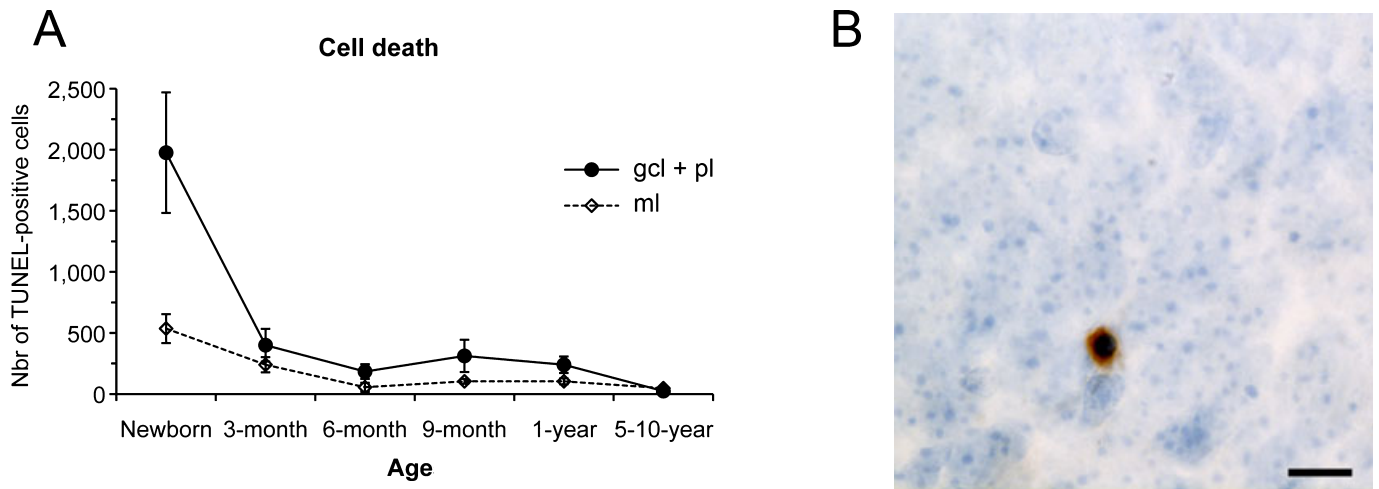 A
Cell death
Nbr of TUNEL-positive cells
2,500
2,000
1,500
1,000
500
0
gcl + pl
ml
Newborn 3-month 6-month 9-month 1-year 5-10-year
Age
B